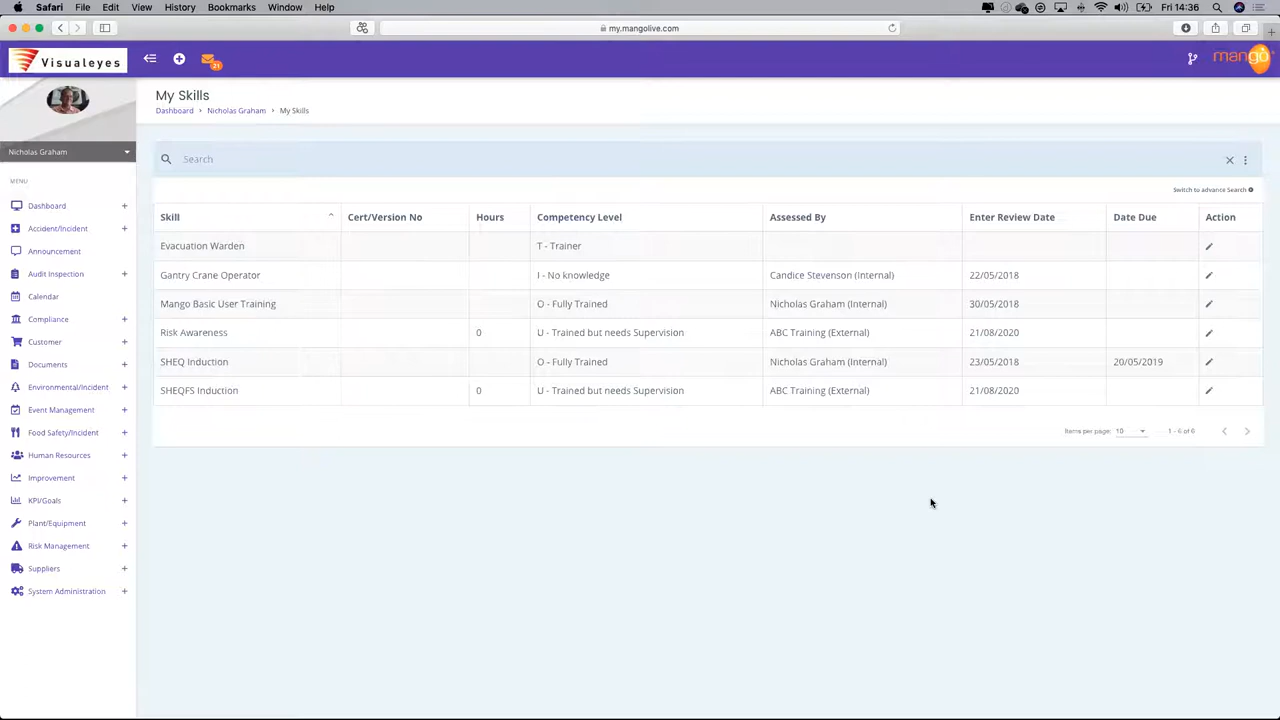 Safari File Edit View History Bookmarks Window Help Fri 14:36
my.mangolive.com
Visualeyes 21 mango
My Skills
Dashboard > Nicholas Graham > My Skills
Nicholas Graham
MENU
Dashboard +
Accident/Incident +
Announcement
Audit Inspection +
Calendar
Compliance +
Customer +
Documents +
Environmental/Incident +
Event Management +
Food Safety/Incident +
Human Resources +
Improvement +
KPI/Goals +
Plant/Equipment +
Risk Management +
Suppliers +
System Administration +
Search
Switch to advance Search
Skill Cert/Version No Hours Competency Level Assessed By Enter Review Date Date Due Action
Evacuation Warden T - Trainer
Gantry Crane Operator I - No knowledge Candice Stevenson (Internal) 22/05/2018
Mango Basic User Training O - Fully Trained Nicholas Graham (Internal) 30/05/2018
Risk Awareness 0 U - Trained but needs Supervision ABC Training (External) 21/08/2020
SHEQ Induction O - Fully Trained Nicholas Graham (Internal) 23/05/2018 20/05/2019
SHEQFS Induction 0 U - Trained but needs Supervision ABC Training (External) 21/08/2020
Items per page: 10 1 - 6 of 6